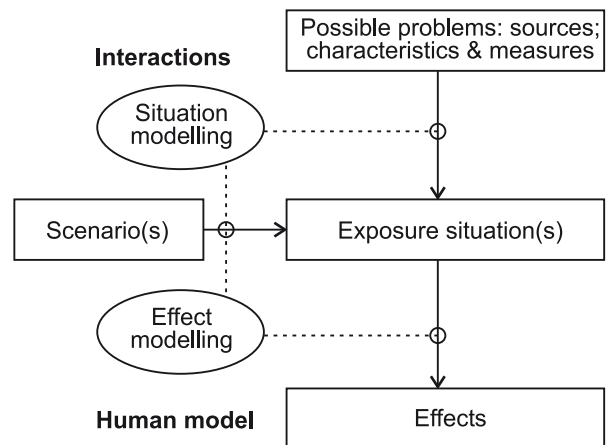 Possible problems: sources;
characteristics & measures
Interactions
Situation
modelling
Scenario(s)
Exposure situation(s)
Effect
modelling
Human model
Effects